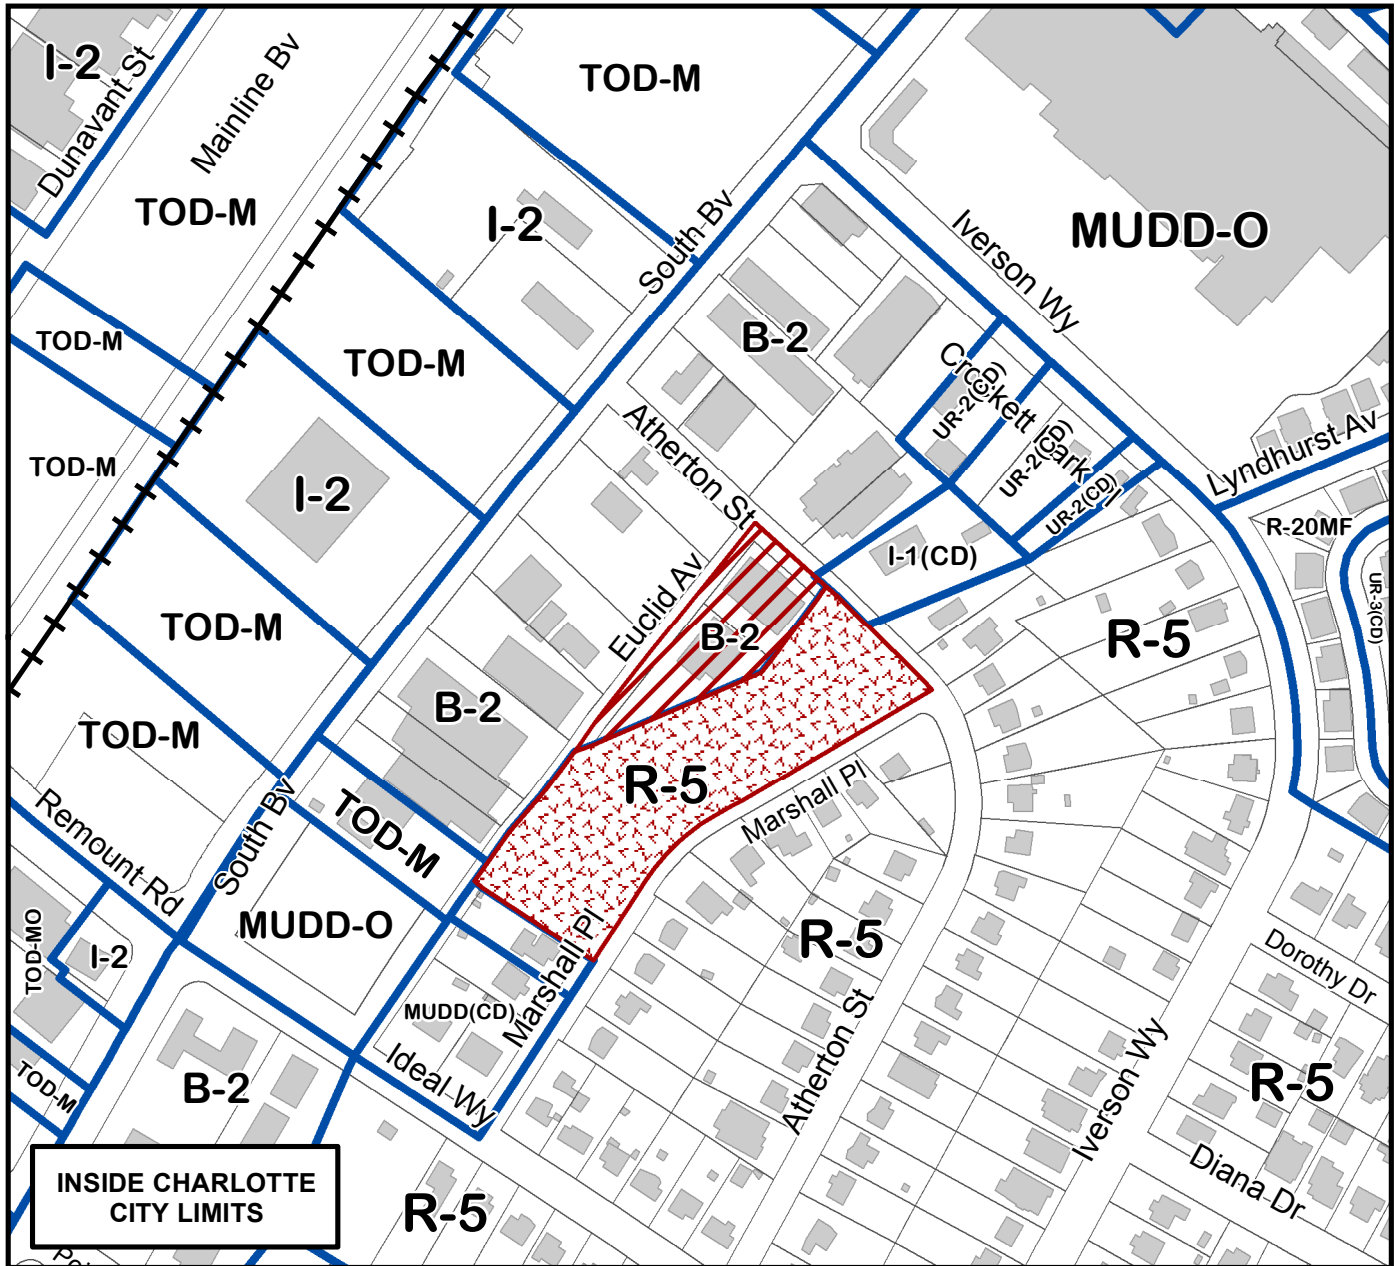 I-2
Dunavant St
Mainline Bv
TOD-M
TOD-M
I-2
South Bv
MUDD-O
Iverson Wy
TOD-M
TOD-M
B-2
Crockett Park Pl
UR-2(CD)
UR-2(CD)
UR-2(CD)
Lyndhurst Av
R-20MF
UR-3(CD)
TOD-M
I-2
Atherton St
I-1(CD)
Euclid Av
B-2
R-5
TOD-M
B-2
TOD-M
R-5
Marshall Pl
Remount Rd
South Bv
TOD-M
MUDD-O
TOD-MO
I-2
Marshall Pl
MUDD(CD)
R-5
Dorothy Dr
Atherton St
Iverson Wy
Ideal Wy
TOD-M
B-2
R-5
Diana Dr
R-5
INSIDE CHARLOTTE
CITY LIMITS